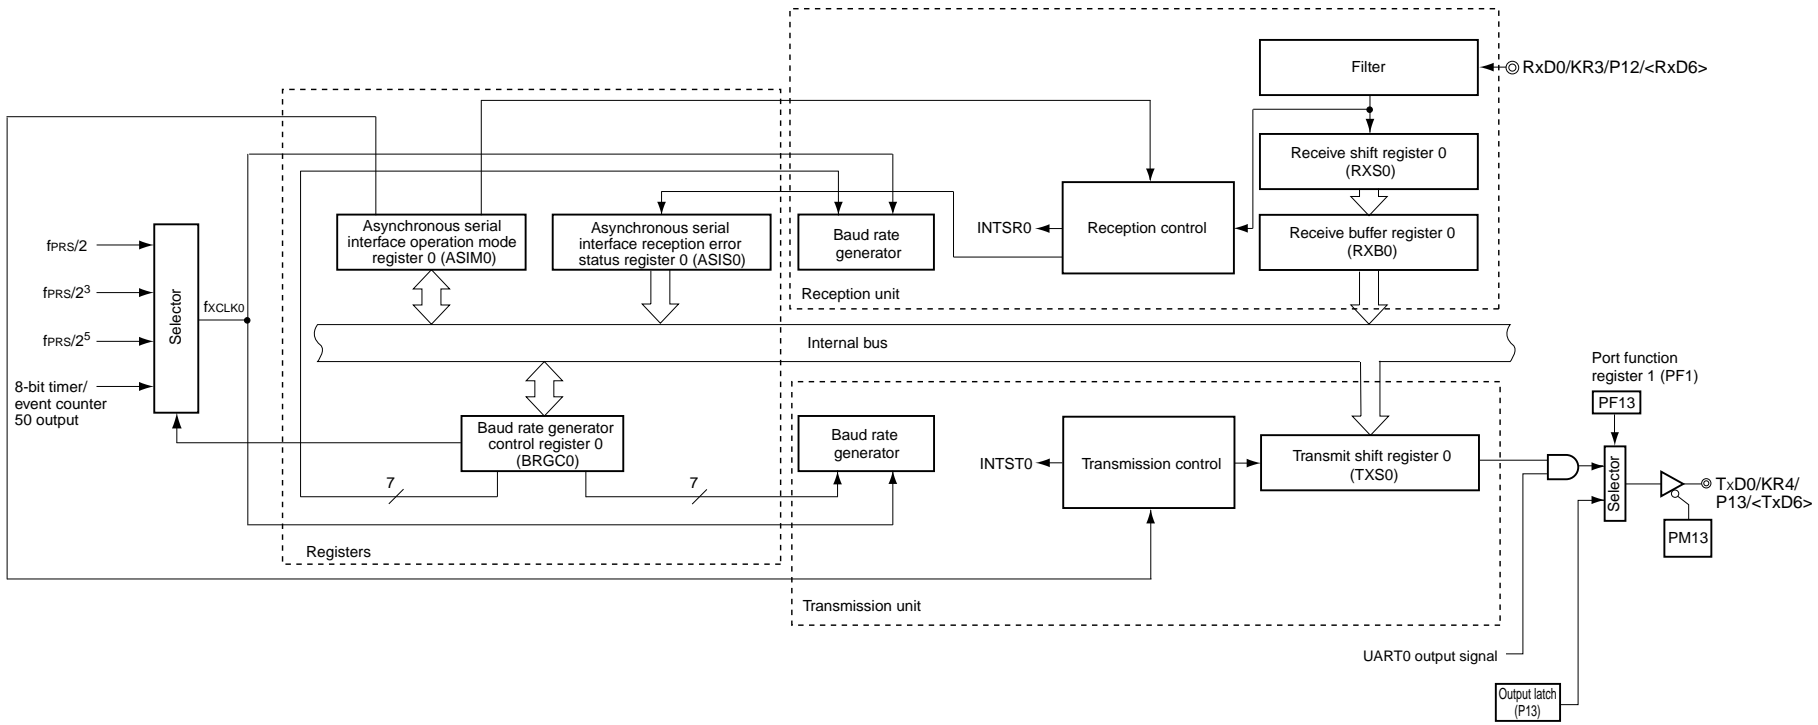 Filter
RxD0/KR3/P12/<RxD6>
Receive shift register 0
(RXS0)
Asynchronous serial
interface operation mode
register 0 (ASIM0)
Asynchronous serial
interface reception error
status register 0 (ASIS0)
Baud rate
generator
INTSR0
Reception control
Receive buffer register 0
(RXB0)
Reception unit
fPRS/2
fPRS/2³
fPRS/2⁵
8-bit timer/
event counter
50 output
Selector
fXCLK0
Internal bus
Port function
register 1 (PF1)
PF13
Baud rate generator
control register 0
(BRGC0)
7
7
Baud rate
generator
INTST0
Transmission control
Transmit shift register 0
(TXS0)
Selector
TxD0/KR4/
P13/<TxD6>
PM13
Registers
Transmission unit
UART0 output signal
Output latch
(P13)